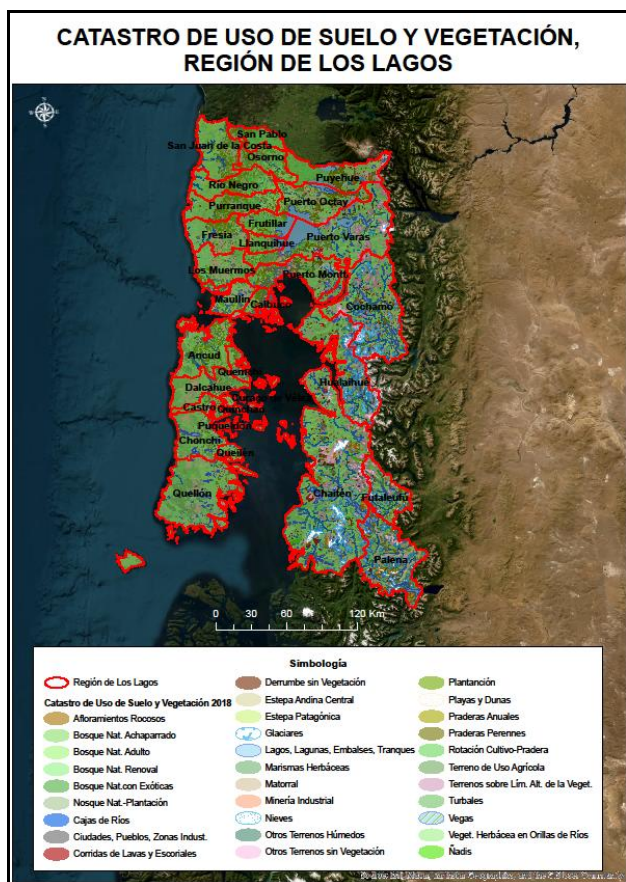 CATASTRO DE USO DE SUELO Y VEGETACIÓN,
REGIÓN DE LOS LAGOS
San Pablo
San Juan de la Costa
Osorno
Puyehue
Río Negro
Puerto Octay
Purranque
Frutillar
Fresia
Puerto Varas
Llanquihue
Los Muermos
Puerto Montt
Cochamó
Maullín
Calbuco
Ancud
Quemchi
Hualaihué
Dalcahue
Curaco de Vélez
Castro
Quinchao
Puqueldón
Chonchi
Queilén
Quellón
Chaitén
Futaleufú
Palena
0 30 60 120 Km
Simbología
Región de Los Lagos
Catastro de Uso de Suelo y Vegetación 2018
Afloramientos Rocosos
Bosque Nat. Achaparrado
Bosque Nat. Adulto
Bosque Nat. Renoval
Bosque Nat.con Exóticas
Nosque Nat.-Plantación
Cajas de Ríos
Ciudades, Pueblos, Zonas Indust.
Corridas de Lavas y Escoriales
Derrumbe sin Vegetación
Estepa Andina Central
Estepa Patagónica
Glaciares
Lagos, Lagunas, Embalses, Tranques
Marismas Herbáceas
Matorral
Minería Industrial
Nieves
Otros Terrenos Húmedos
Otros Terrenos sin Vegetación
Plantanción
Playas y Dunas
Praderas Anuales
Praderas Perennes
Rotación Cultivo-Pradera
Terreno de Uso Agrícola
Terrenos sobre Lím. Alt. de la Veget.
Turbales
Vegas
Veget. Herbácea en Orillas de Ríos
Ñadis